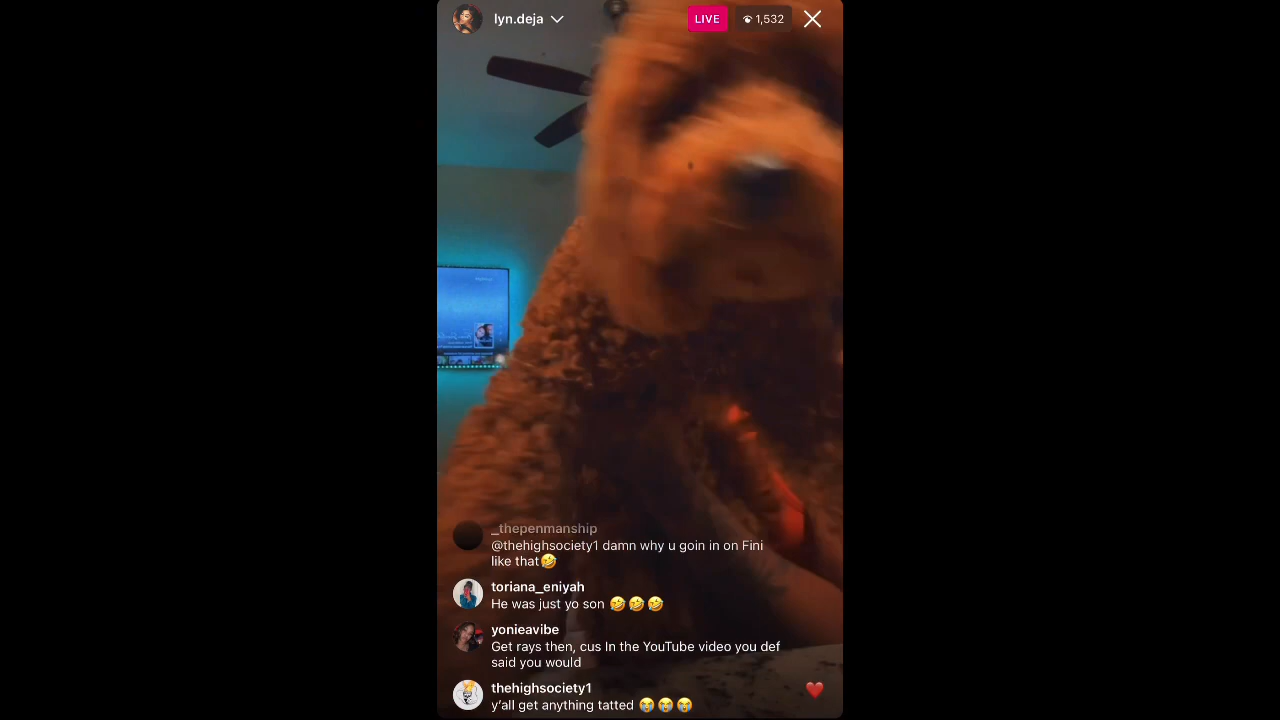 lyn.deja
LIVE
1,532
_thepenmanship
@thehighsociety1 damn why u goin in on Fini
like that🤣
toriana_eniyah
He was just yo son 🤣🤣🤣
yonieavibe
Get rays then, cus In the YouTube video you def
said you would
thehighsociety1
y'all get anything tatted 😭😭😭